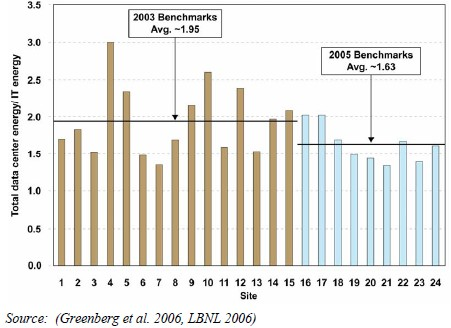 2003 Benchmarks
Avg. ~1.95
2005 Benchmarks
Avg. ~1.63
Total data center energy/ IT energy
3.5
3.0
2.5
2.0
1.5
1.0
0.5
0.0
1 2 3 4 5 6 7 8 9 10 11 12 13 14 15 16 17 18 19 20 21 22 23 24
Site
Source: (Greenberg et al. 2006, LBNL 2006)